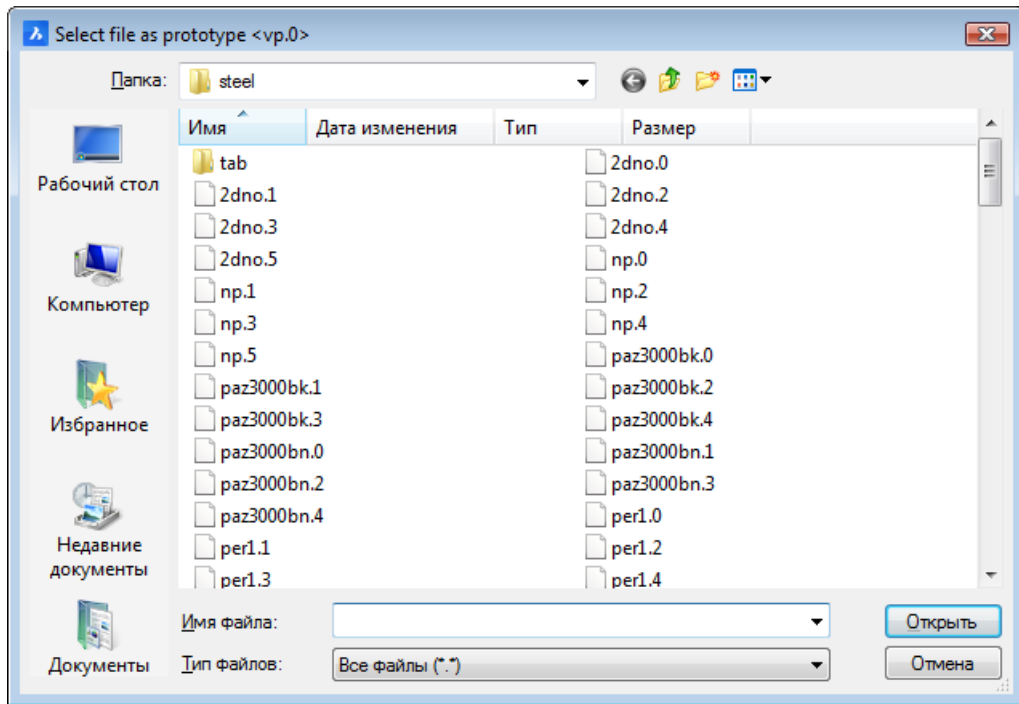 Select file as prototype <vp.0>
Папка: steel
Имя Дата изменения Тип Размер
tab 2dno.0
2dno.1 2dno.2
2dno.3 2dno.4
2dno.5 np.0
np.1 np.2
np.3 np.4
np.5 paz3000bk.0
paz3000bk.1 paz3000bk.2
paz3000bk.3 paz3000bk.4
paz3000bn.0 paz3000bn.1
paz3000bn.2 paz3000bn.3
paz3000bn.4 per1.0
per1.1 per1.2
per1.3 per1.4
Рабочий стол
Компьютер
Избранное
Недавние
документы
Документы
Имя файла: Открыть
Тип файлов: Все файлы (*.*) Отмена